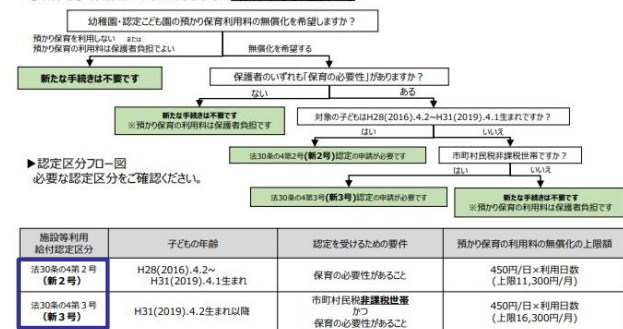 幼稚園・認定こども園の預かり保育利用料の無償化を希望しますか？
預かり保育を利用しない または
預かり保育の利用料は保護者負担でよい
無償化を希望する
新たな手続きは不要です
保護者のいずれも「保育の必要性」がありますか？
ない
ある
新たな手続きは不要です
※預かり保育の利用料は保護者負担です
対象の子どもはH28(2016).4.2~H31(2019).4.1生まれですか？
はい
いいえ
▶認定区分フロー図
必要な認定区分をご確認ください。
法30条の4第2号(新2号)認定の申請が必要です
市町村民税非課税世帯ですか？
はい
いいえ
法30条の4第3号(新3号)認定の申請が必要です
新たな手続きは不要です
※預かり保育の利用料は保護者負担です
施設等利用
給付認定区分
子どもの年齢
認定を受けるための要件
預かり保育の利用料の無償化の上限額
法30条の4第２号
(新2号)
H28(2016).4.2~
H31(2019).4.1生まれ
保育の必要性があること
450円/日×利用日数
(上限11,300円/月)
法30条の4第３号
(新3号)
H31(2019).4.2生まれ以降
市町村民税非課税世帯
かつ
保育の必要性があること
450円/日×利用日数
(上限16,300円/月)